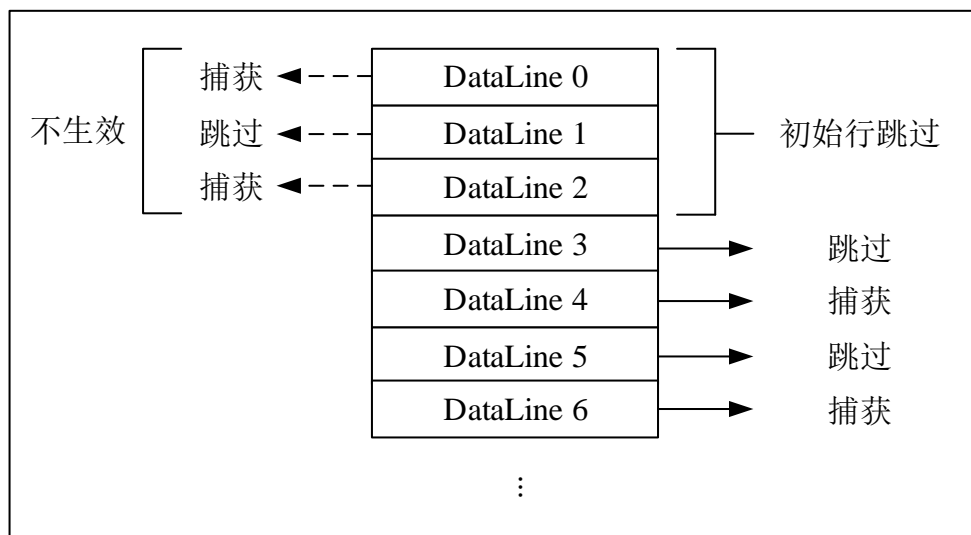 捕获 DataLine 0
不生效 跳过 DataLine 1 初始行跳过
捕获 DataLine 2
DataLine 3 跳过
DataLine 4 捕获
DataLine 5 跳过
DataLine 6 捕获
⋮